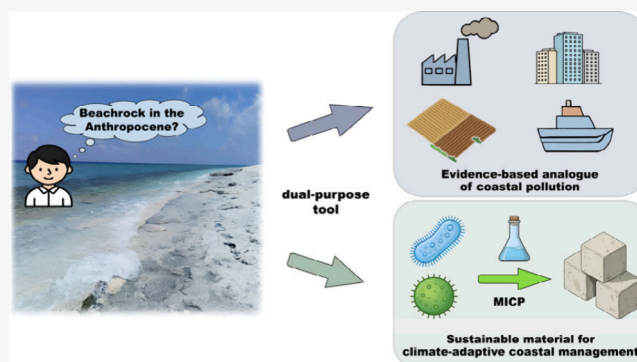 Beachrock in the
Anthropocene?
dual-purpose
tool
Evidence-based analogue
of coastal pollution
MICP
Sustainable material for
climate-adaptive coastal management